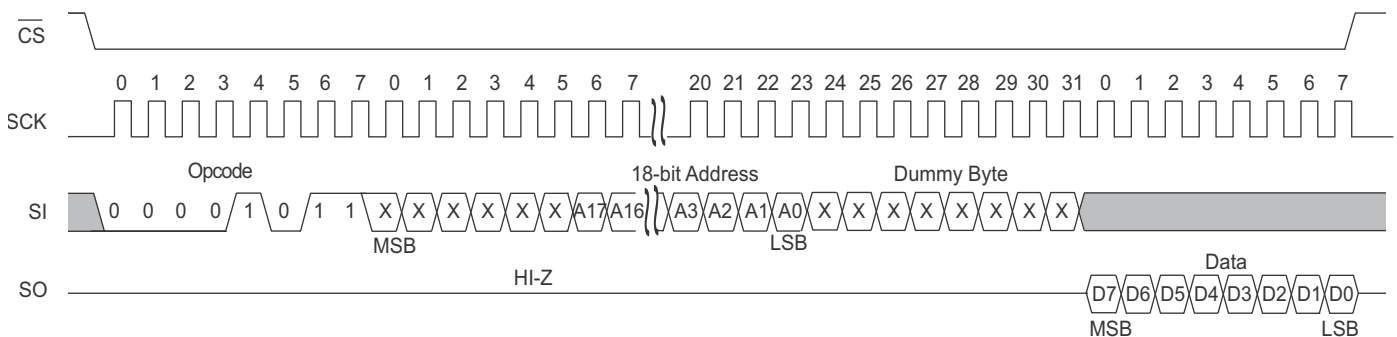 CS
0 1 2 3 4 5 6 7 0 1 2 3 4 5 6 7 20 21 22 23 24 25 26 27 28 29 30 31 0 1 2 3 4 5 6 7
SCK
Opcode 18-bit Address Dummy Byte
SI 0 0 0 0 1 0 1 1 X X X X X X A17 A16 A3 A2 A1 A0 X X X X X X X X
MSB LSB
HI-Z Data
SO D7 D6 D5 D4 D3 D2 D1 D0
MSB LSB